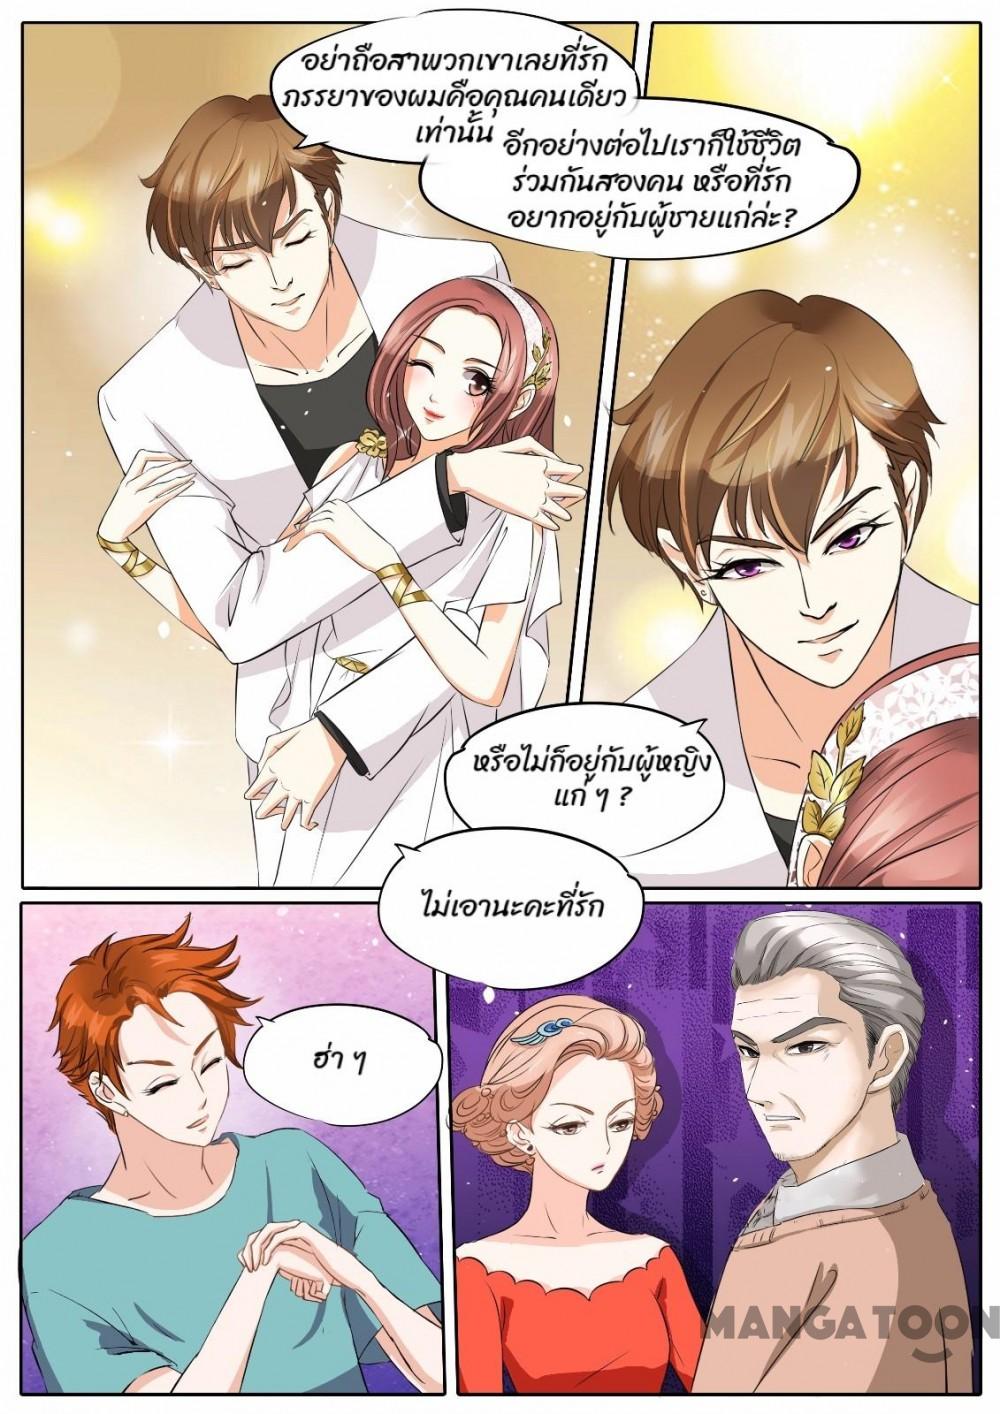 อย่าถือสาพวกเขาเลยที่รัก
ภรรยาของผมคือคุณคนเดียว
เท่านั้น
อีกอย่างต่อไปเราก็ใช้ชีวิต
ร่วมกันสองคน หรือที่รัก
อยากอยู่กับผู้ชายแก่ล่ะ?
หรือไม่ก็อยู่กับผู้หญิง
แก่ ๆ ?
ไม่เอานะคะที่รัก
ฮ่า ๆ
MANGATOON